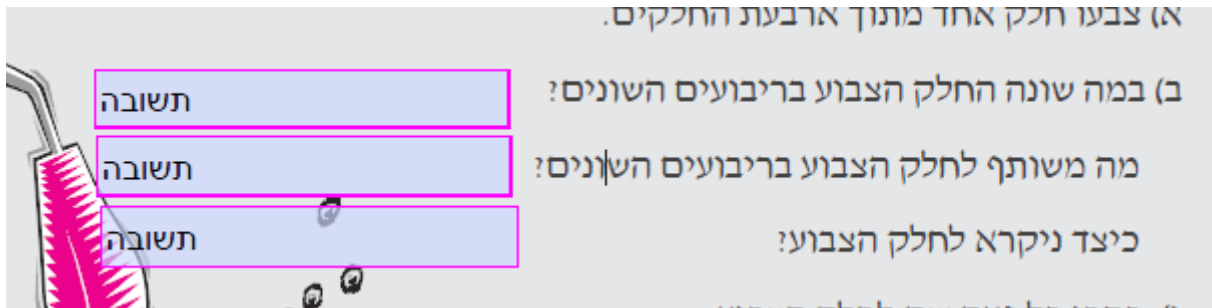 א) צבעו חלק אחד מתוך ארבעת החלקים.
ב) במה שונה החלק הצבוע בריבועים השונים? תשובה
מה משותף לחלק הצבוע בריבועים השונים? תשובה
כיצד ניקרא לחלק הצבוע? תשובה